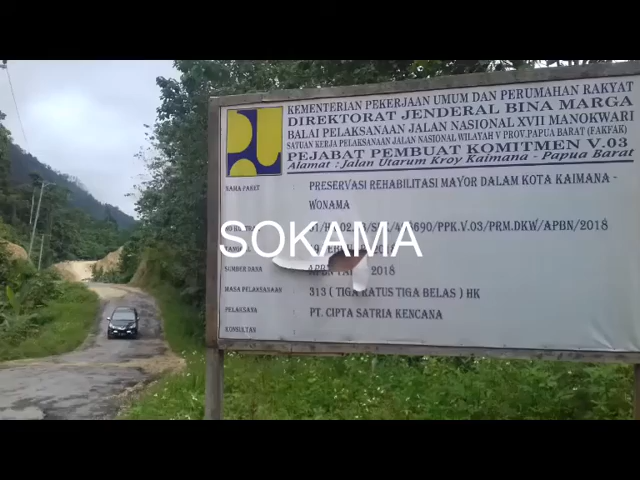 KEMENTERIAN PEKERJAAN UMUM DAN PERUMAHAN RAKYAT
DIREKTORAT JENDERAL BINA MARGA
BALAI PELAKSANAAN JALAN NASIONAL XVII MANOKWARI
SATUAN KERJA PELAKSANAAN JALAN NASIONAL WILAYAH V PROV.PAPUA BARAT (FAKFAK)
PEJABAT PEMBUAT KOMITMEN V.03
Alamat : Jalan Utarum Kroy Kaimana - Papua Barat
NAMA PAKET PRESERVASI REHABILITASI MAYOR DALAM KOTA KAIMANA -
WONAMA
PPK.V.03/PRM.DKW/APBN/2018
SOKAMA
SUMBER DANA APBN 2018
MASA PELAKSANAAN 313 ( TIGA RATUS TIGA BELAS ) HK
PELAKSAYA PT. CIPTA SATRIA KENCANA
KONSULTAN